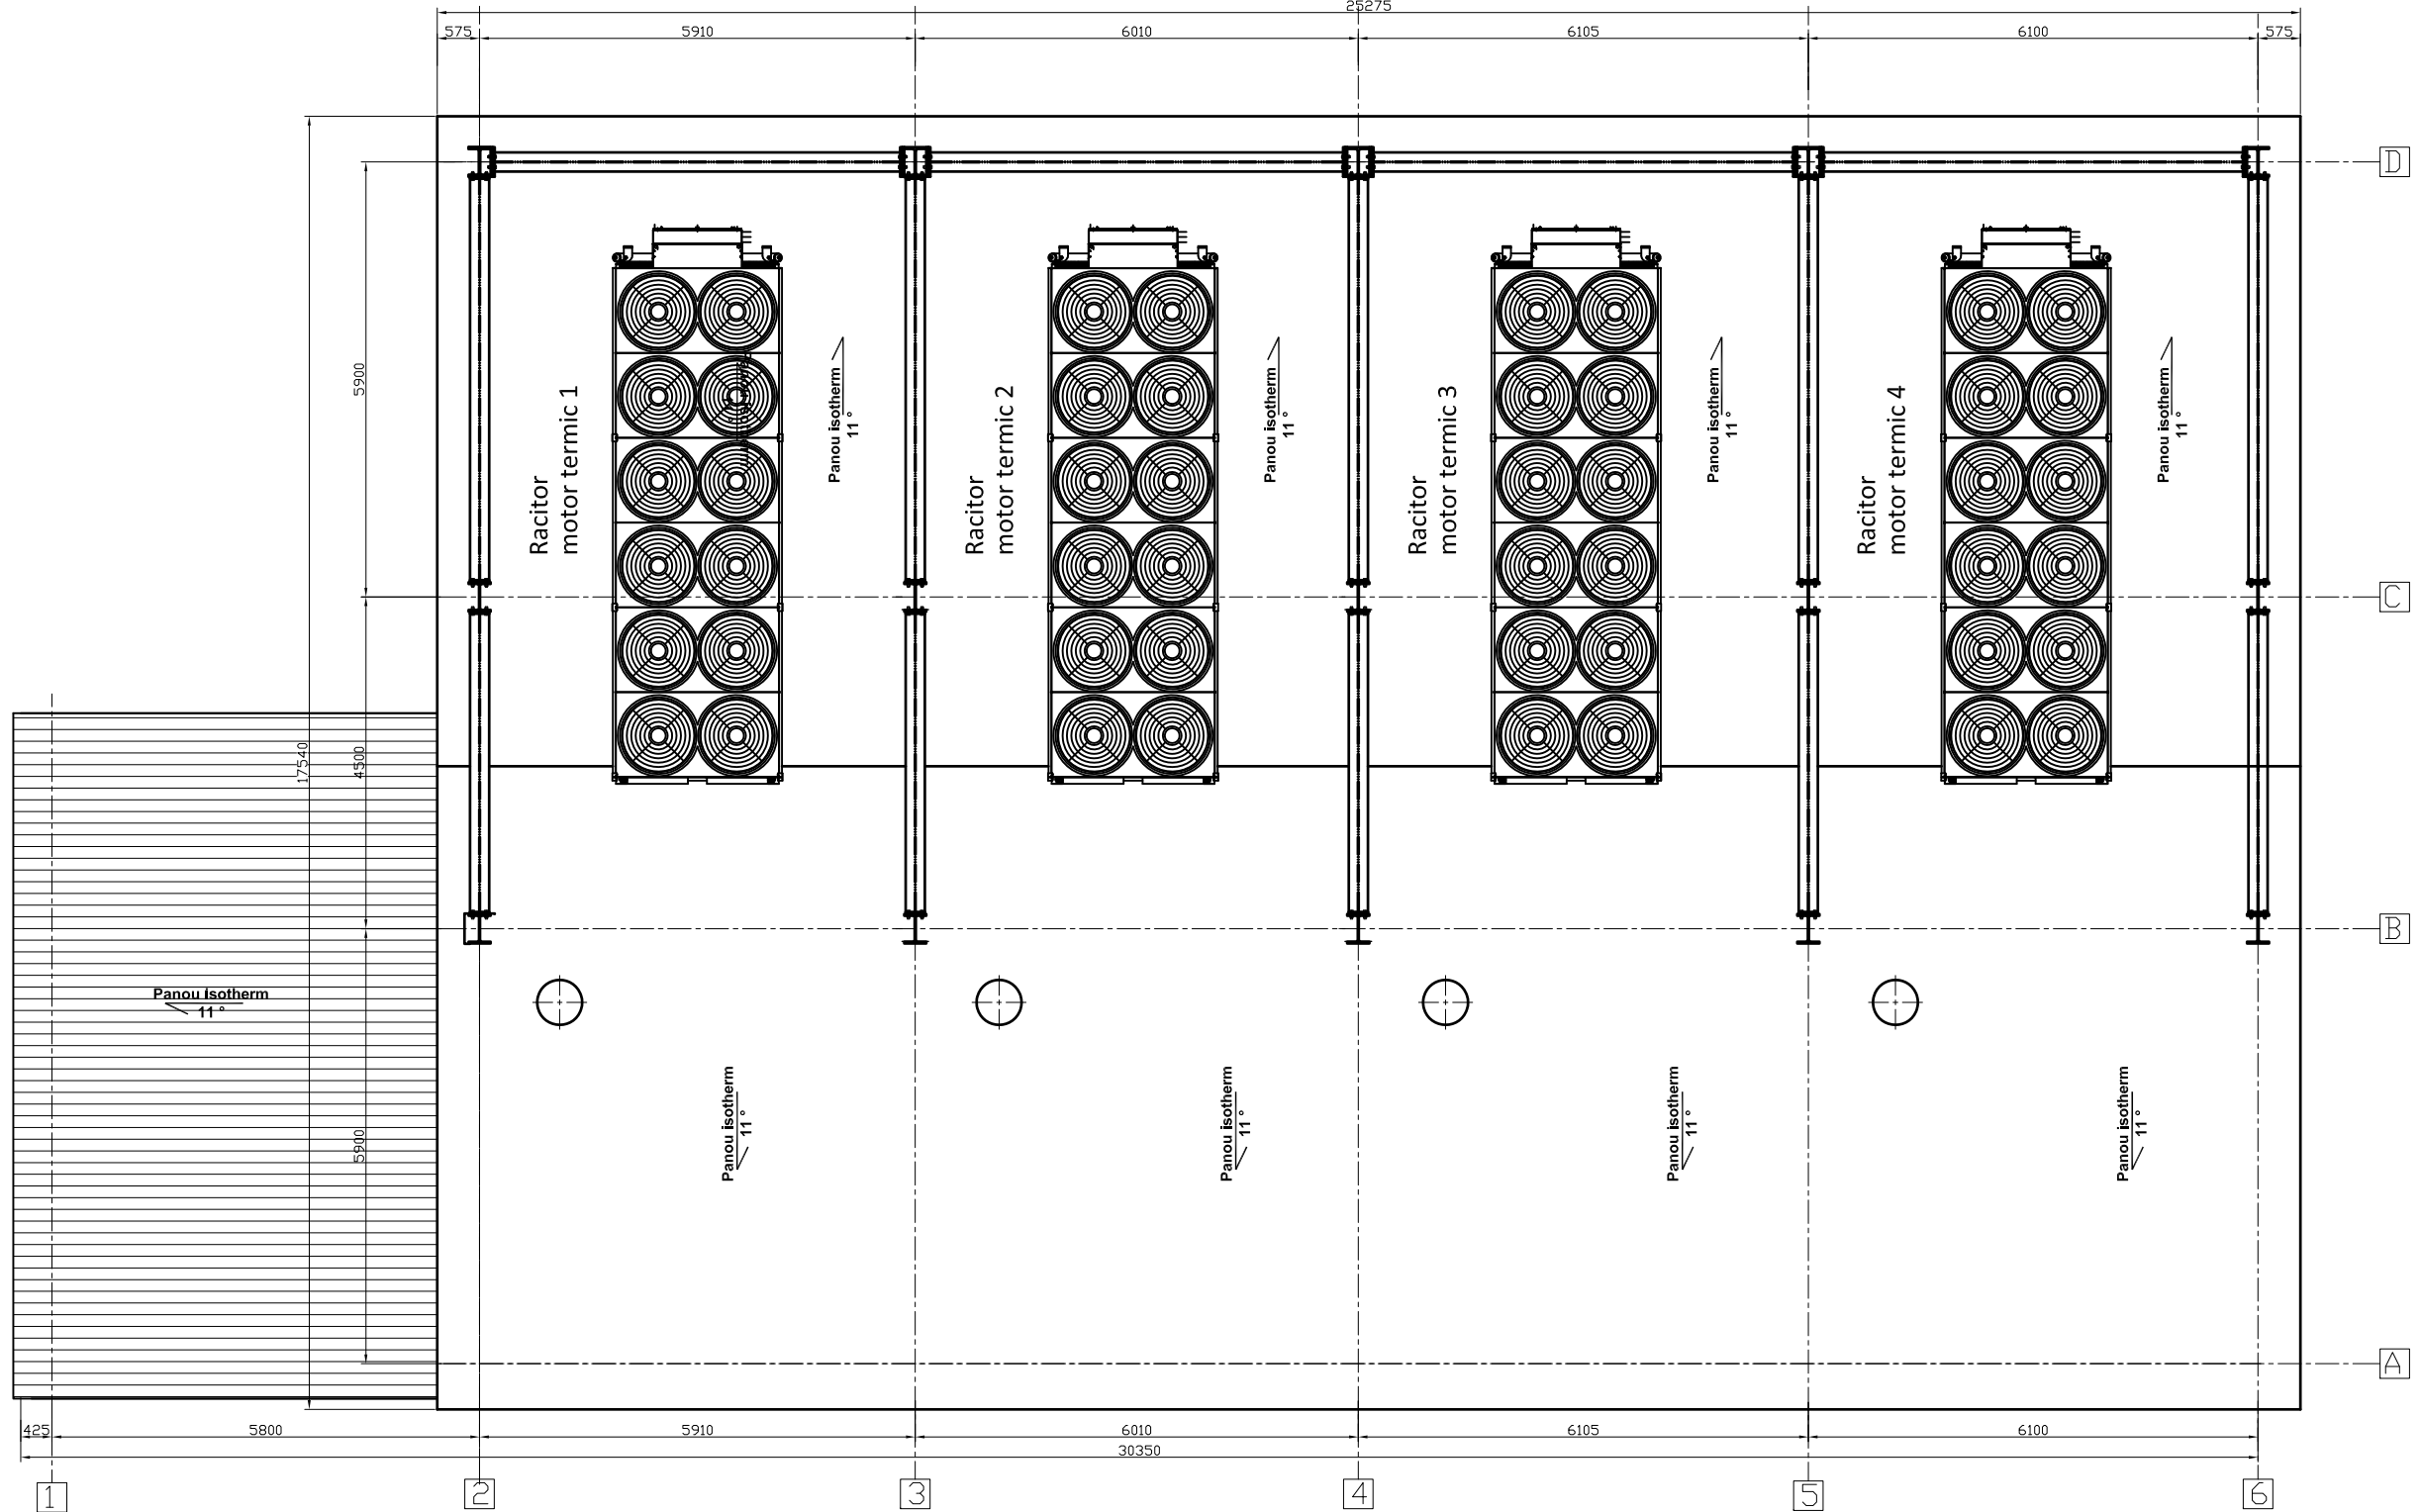 25275
575
5910
6010
6105
6100
575
D
Racitor
motor termic 1
Panou isotherm
11 °
Racitor
motor termic 2
Panou isotherm
11 °
Racitor
motor termic 3
Panou isotherm
11 °
Racitor
motor termic 4
Panou isotherm
11 °
5900
C
17540
4500
B
Panou Isotherm
11 °
5900
Panou isotherm
11 °
Panou isotherm
11 °
Panou isotherm
11 °
Panou isotherm
11 °
A
425
5800
5910
6010
6105
6100
30350
1
2
3
4
5
6